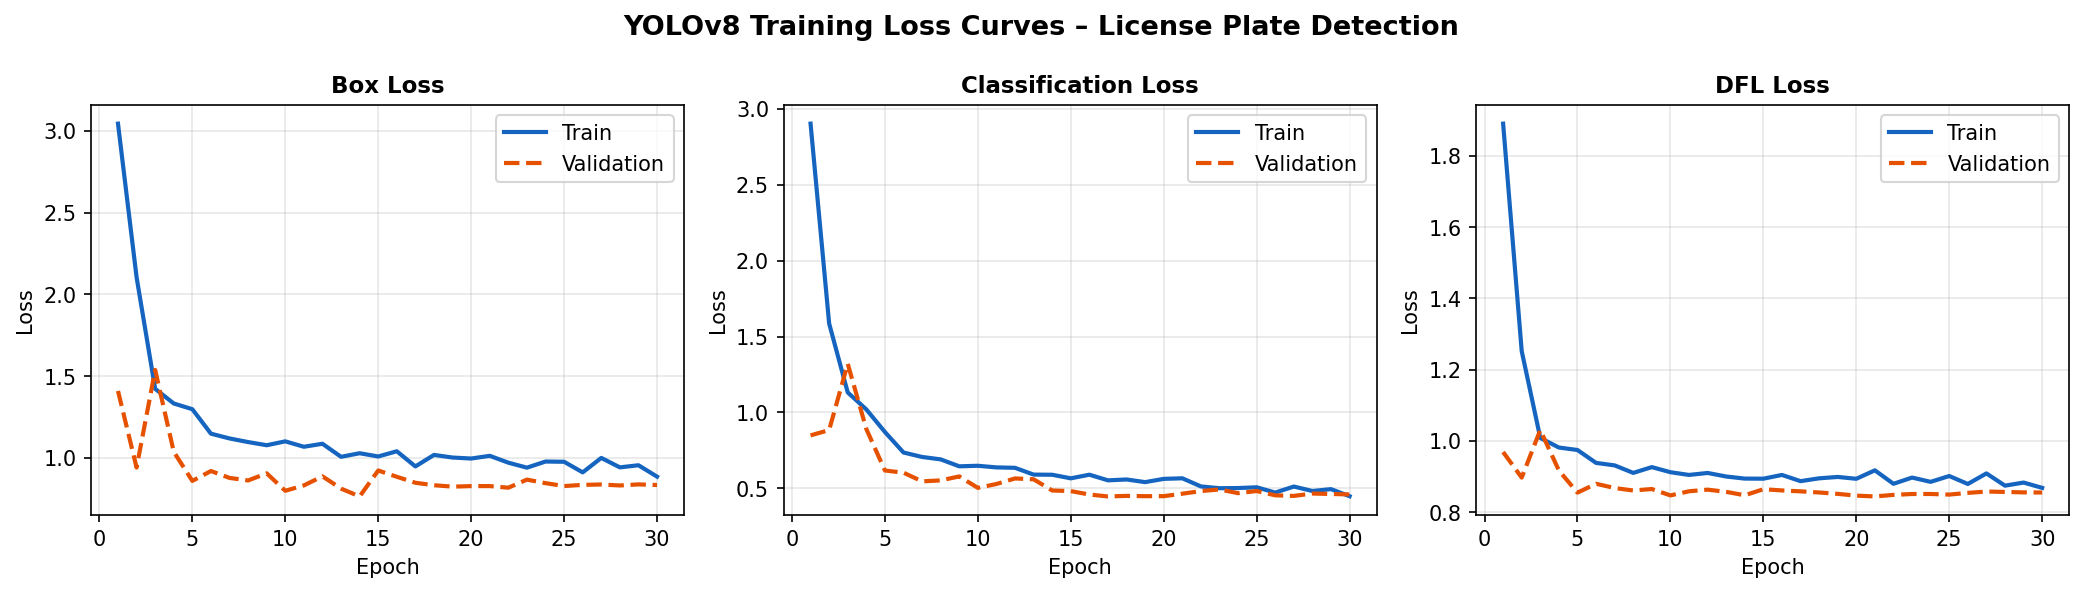 YOLOv8 Training Loss Curves – License Plate Detection
Box Loss
Loss
3.0
2.5
2.0
1.5
1.0
Train
Validation
0 5 10 15 20 25 30
Epoch
Classification Loss
Loss
3.0
2.5
2.0
1.5
1.0
0.5
Train
Validation
0 5 10 15 20 25 30
Epoch
DFL Loss
Loss
1.8
1.6
1.4
1.2
1.0
0.8
Train
Validation
0 5 10 15 20 25 30
Epoch